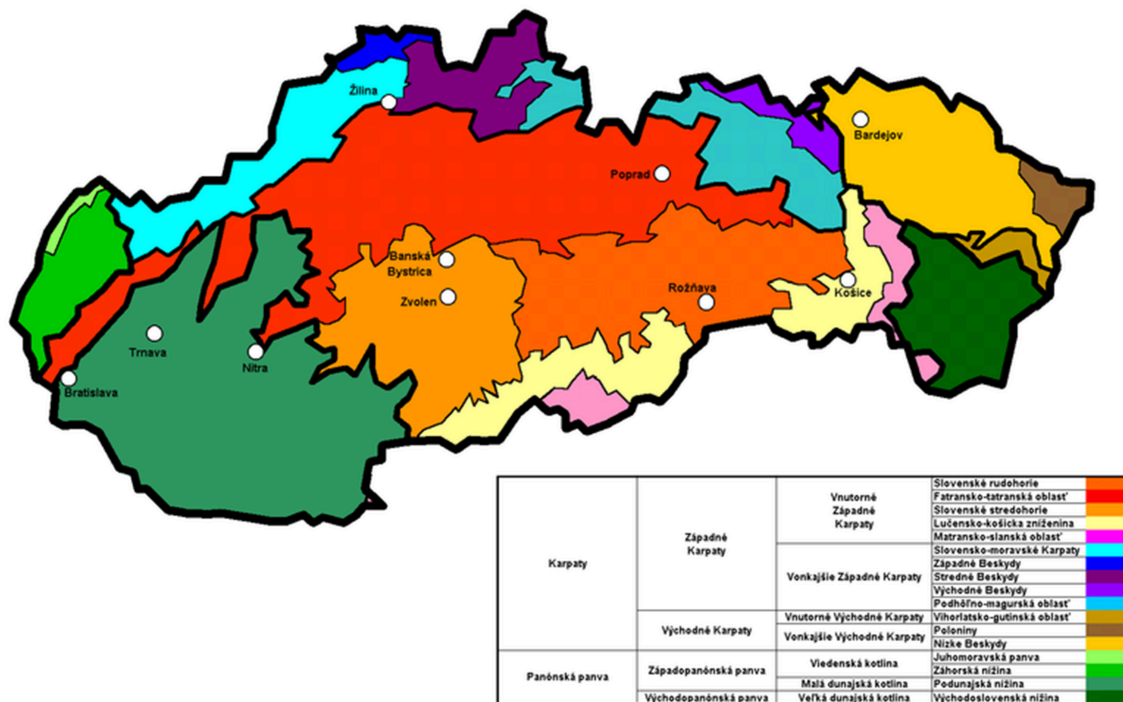 Žilina
Bardejov
Poprad
Banská
Bystrica
Zvolen
Rožňava
Košice
Trnava
Nitra
Bratislava
Karpaty
Západné
Karpaty
Vnutorné
Západné
Karpaty
Slovenské rudohorie
Fatransko-tatranská oblasť
Slovenské stredohorie
Lučensko-košicka zníženina
Matransko-slanská oblasť
Vonkajšie Západné Karpaty
Slovensko-moravské Karpaty
Západné Beskydy
Stredné Beskydy
Východné Beskydy
Podhôľno-magurská oblasť
Východné Karpaty
Vnutorné Východné Karpaty
Vihorlatsko-gutinská oblasť
Vonkajšie Východné Karpaty
Poloniny
Nízke Beskydy
Panónská panva
Západopanónská panva
Viedenská kotlina
Juhomoravská panva
Záhorská nížina
Malá dunajská kotlina
Podunajská nížina
Východopanónská panva
Veľká dunajská kotlina
Východoslovenská nížina